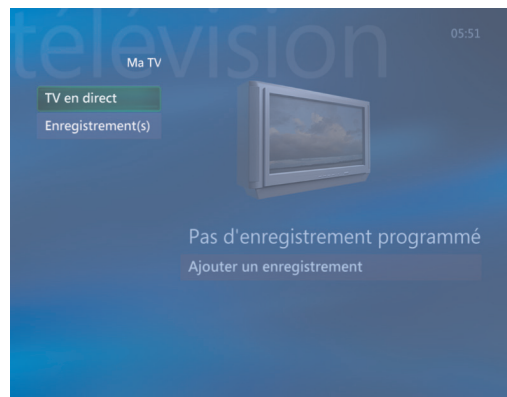 télévision
05:51
Ma TV
TV en direct
Enregistrement(s)
Pas d'enregistrement programmé
Ajouter un enregistrement